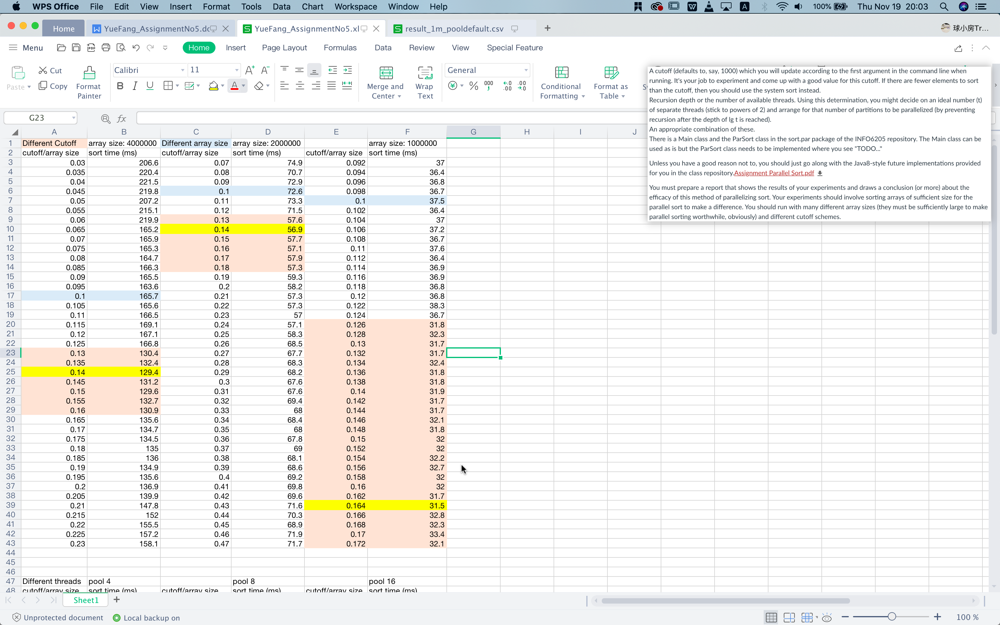 WPS Office File Edit View Insert Format Tools Data Chart Workspace Window Help A 100% Thu Nov 19 20:03
Home YueFang_AssignmentNo5.dc YueFang_AssignmentNo5.xl result_1m_pooldefault.csv + 球小房Tr...
Menu Home Insert Page Layout Formulas Data Review View Special Feature
Paste Cut Copy Format Painter Calibri 11 A+ A- B I U A Merge and Center Wrap Text General % 000 Conditional Formatting Format as Table
G23 fx
A cutoff (defaults to, say, 1000) which you will update according to the first argument in the command line when
running. It's your job to experiment and come up with a good value for this cutoff. If there are fewer elements to sort
than the cutoff, then you should use the system sort instead.
Recursion depth or the number of available threads. Using this determination, you might decide on an ideal number (t)
of separate threads (stick to powers of 2) and arrange for that number of partitions to be parallelized (by preventing
recursion after the depth of lg t is reached).
An appropriate combination of these.
There is a Main class and the ParSort class in the sort.par package of the INFO6205 repository. The Main class can be
used as is but the ParSort class needs to be implemented where you see "TODO..."
Unless you have a good reason not to, you should just go along with the Java8-style future implementations provided
for you in the class repository.Assignment Parallel Sort.pdf
You must prepare a report that shows the results of your experiments and draws a conclusion (or more) about the
efficacy of this method of parallelizing sort. Your experiments should involve sorting arrays of sufficient size for the
parallel sort to make a difference. You should run with many different array sizes (they must be sufficiently large to make
parallel sorting worthwhile, obviously) and different cutoff schemes.
A B C D E F G H I J
1 Different Cutoff array size: 4000000 Different array size array size: 2000000 array size: 1000000
2 cutoff/array size sort time (ms) cutoff/array size sort time (ms) cutoff/array size sort time (ms)
3 0.03 206.6 0.07 74.9 0.092 37
4 0.035 220.4 0.08 70.7 0.094 36.4
5 0.04 221.5 0.09 72.9 0.096 36.8
6 0.045 219.8 0.1 72.6 0.098 36.7
7 0.05 207.2 0.11 73.3 0.1 37.5
8 0.055 215.1 0.12 71.5 0.102 36.4
9 0.06 219.9 0.13 57.6 0.104 37
10 0.065 165.2 0.14 56.9 0.106 37.2
11 0.07 165.9 0.15 57.7 0.108 36.7
12 0.075 165.3 0.16 57.1 0.11 37.6
13 0.08 164.7 0.17 57.9 0.112 36.4
14 0.085 166.3 0.18 57.3 0.114 36.9
15 0.09 165.5 0.19 59.3 0.116 36.9
16 0.095 163.6 0.2 58.2 0.118 36.8
17 0.1 165.7 0.21 57.3 0.12 36.8
18 0.105 165.6 0.22 57.3 0.122 38.3
19 0.11 166.5 0.23 57 0.124 36.7
20 0.115 169.1 0.24 57.1 0.126 31.8
21 0.12 167.1 0.25 58.3 0.128 32.3
22 0.125 166.8 0.26 68.5 0.13 31.7
23 0.13 130.4 0.27 67.7 0.132 31.7
24 0.135 132.4 0.28 68.3 0.134 32.4
25 0.14 129.4 0.29 68.2 0.136 31.8
26 0.145 131.2 0.3 67.6 0.138 31.8
27 0.15 129.6 0.31 67.6 0.14 31.9
28 0.155 132.7 0.32 69.4 0.142 31.7
29 0.16 130.9 0.33 68 0.144 31.7
30 0.165 135.6 0.34 68.4 0.146 32.1
31 0.17 134.7 0.35 68 0.148 31.8
32 0.175 134.5 0.36 67.8 0.15 32
33 0.18 135 0.37 69 0.152 32
34 0.185 136 0.38 68.1 0.154 32.2
35 0.19 134.9 0.39 68.6 0.156 32.7
36 0.195 135.6 0.4 69.2 0.158 32
37 0.2 136.9 0.41 69.8 0.16 32
38 0.205 139.9 0.42 69.6 0.162 31.7
39 0.21 147.8 0.43 71.6 0.164 31.5
40 0.215 152 0.44 70.3 0.166 32.8
41 0.22 155.5 0.45 68.9 0.168 32.3
42 0.225 157.2 0.46 71.9 0.17 33.4
43 0.23 158.1 0.47 71.7 0.172 32.1
44
45
46
47 Different threads pool 4 pool 8 pool 16
48 cutoff/array size sort time (ms) cutoff/array size sort time (ms) cutoff/array size sort time (ms)
Sheet1 +
Unprotected document Local backup on 100 %